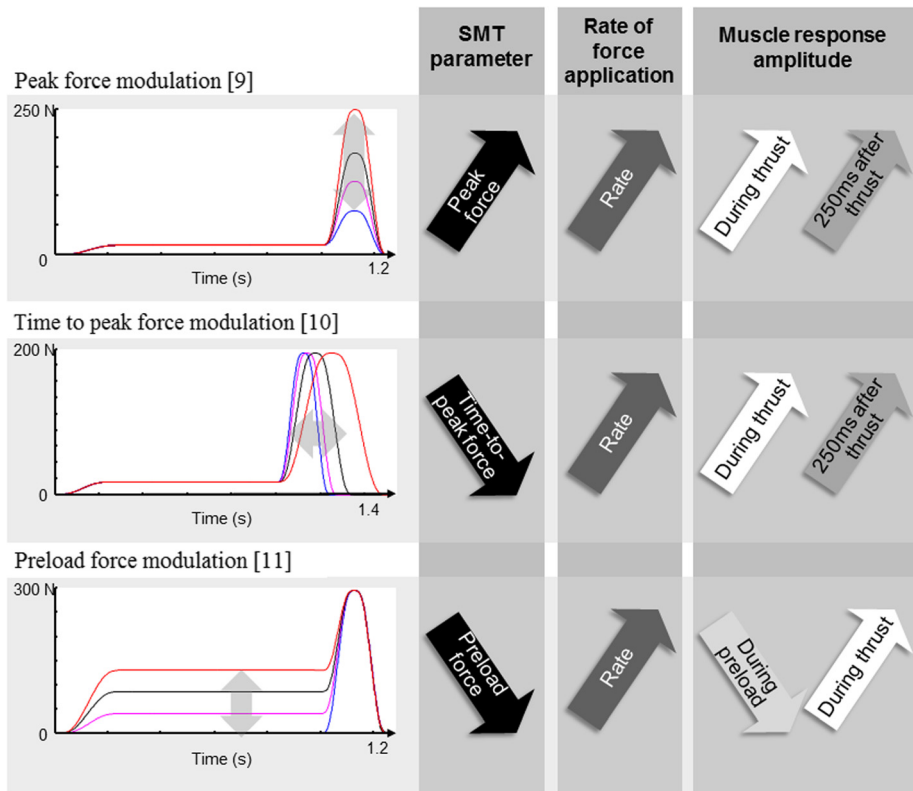 SMT parameter
Rate of force application
Muscle response amplitude
Peak force modulation [9]
250 N
0
1.2
Time (s)
Peak force
Rate
During thrust
250ms after thrust
Time to peak force modulation [10]
200 N
0
1.4
Time (s)
Time-to-peak force
Rate
During thrust
250ms after thrust
Preload force modulation [11]
300 N
0
1.2
Time (s)
Preload force
Rate
During preload
During thrust